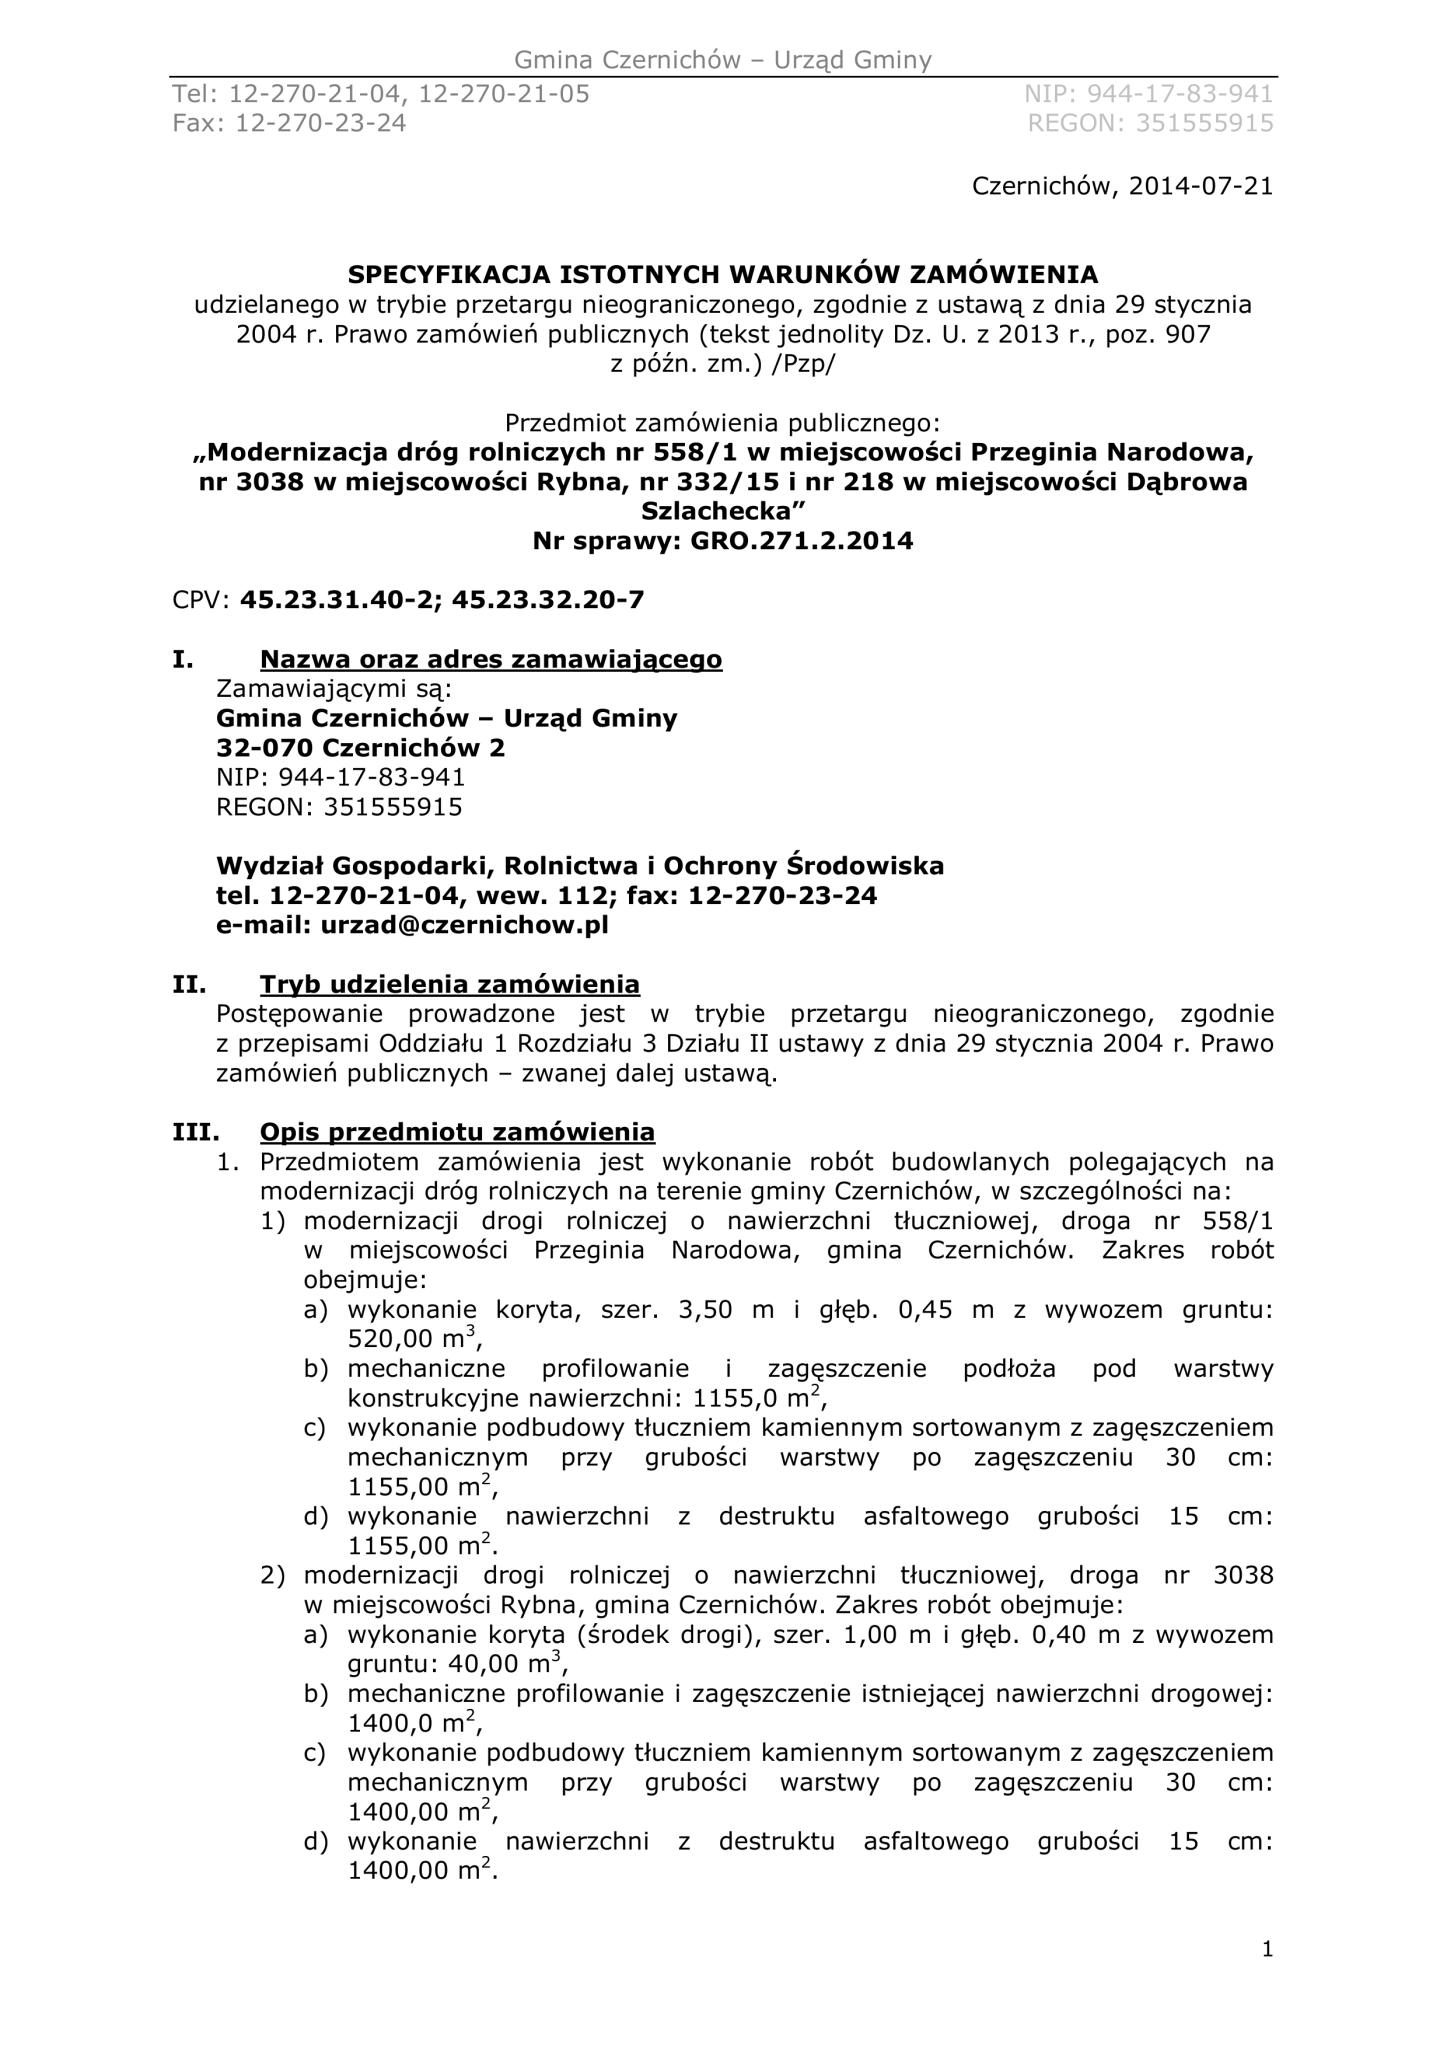 Gmina Czernichów – Urząd Gminy
Tel: 12-270-21-04, 12-270-21-05 NIP: 944-17-83-941
Fax: 12-270-23-24 REGON: 351555915
Czernichów, 2014-07-21
SPECYFIKACJA ISTOTNYCH WARUNKÓW ZAMÓWIENIA
udzielanego w trybie przetargu nieograniczonego, zgodnie z ustawą z dnia 29 stycznia
2004 r. Prawo zamówień publicznych (tekst jednolity Dz. U. z 2013 r., poz. 907
z późn. zm.) /Pzp/
Przedmiot zamówienia publicznego:
„Modernizacja dróg rolniczych nr 558/1 w miejscowości Przeginia Narodowa,
nr 3038 w miejscowości Rybna, nr 332/15 i nr 218 w miejscowości Dąbrowa
Szlachecka”
Nr sprawy: GRO.271.2.2014
CPV: 45.23.31.40-2; 45.23.32.20-7
I. Nazwa oraz adres zamawiającego
Zamawiającymi są:
Gmina Czernichów – Urząd Gminy
32-070 Czernichów 2
NIP: 944-17-83-941
REGON: 351555915
Wydział Gospodarki, Rolnictwa i Ochrony Środowiska
tel. 12-270-21-04, wew. 112; fax: 12-270-23-24
e-mail: urzad@czernichow.pl
II. Tryb udzielenia zamówienia
Postępowanie prowadzone jest w trybie przetargu nieograniczonego, zgodnie
z przepisami Oddziału 1 Rozdziału 3 Działu II ustawy z dnia 29 stycznia 2004 r. Prawo
zamówień publicznych – zwanej dalej ustawą.
III. Opis przedmiotu zamówienia
1. Przedmiotem zamówienia jest wykonanie robót budowlanych polegających na
modernizacji dróg rolniczych na terenie gminy Czernichów, w szczególności na:
1) modernizacji drogi rolniczej o nawierzchni tłuczniowej, droga nr 558/1
w miejscowości Przeginia Narodowa, gmina Czernichów. Zakres robót
obejmuje:
a) wykonanie koryta, szer. 3,50 m i głęb. 0,45 m z wywozem gruntu:
520,00 m³,
b) mechaniczne profilowanie i zagęszczenie podłoża pod warstwy
konstrukcyjne nawierzchni: 1155,0 m²,
c) wykonanie podbudowy tłuczniem kamiennym sortowanym z zagęszczeniem
mechanicznym przy grubości warstwy po zagęszczeniu 30 cm:
1155,00 m²,
d) wykonanie nawierzchni z destruktu asfaltowego grubości 15 cm:
1155,00 m².
2) modernizacji drogi rolniczej o nawierzchni tłuczniowej, droga nr 3038
w miejscowości Rybna, gmina Czernichów. Zakres robót obejmuje:
a) wykonanie koryta (środek drogi), szer. 1,00 m i głęb. 0,40 m z wywozem
gruntu: 40,00 m³,
b) mechaniczne profilowanie i zagęszczenie istniejącej nawierzchni drogowej:
1400,0 m²,
c) wykonanie podbudowy tłuczniem kamiennym sortowanym z zagęszczeniem
mechanicznym przy grubości warstwy po zagęszczeniu 30 cm:
1400,00 m²,
d) wykonanie nawierzchni z destruktu asfaltowego grubości 15 cm:
1400,00 m².
1